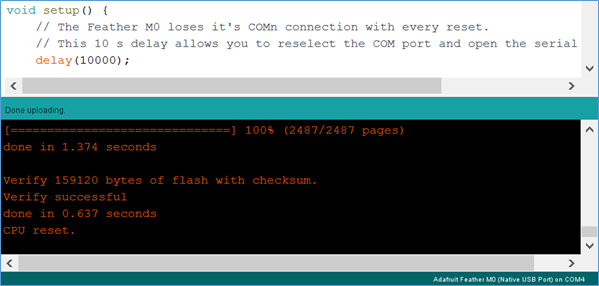 void setup() {
// The Feather M0 loses it's COMn connection with every reset.
// This 10 s delay allows you to reselect the COM port and open the serial
delay(10000);
Done uploading.
[==============================] 100% (2487/2487 pages)
done in 1.374 seconds
Verify 159120 bytes of flash with checksum.
Verify successful
done in 0.637 seconds
CPU reset.
Adafruit Feather M0 (Native USB Port) on COM4